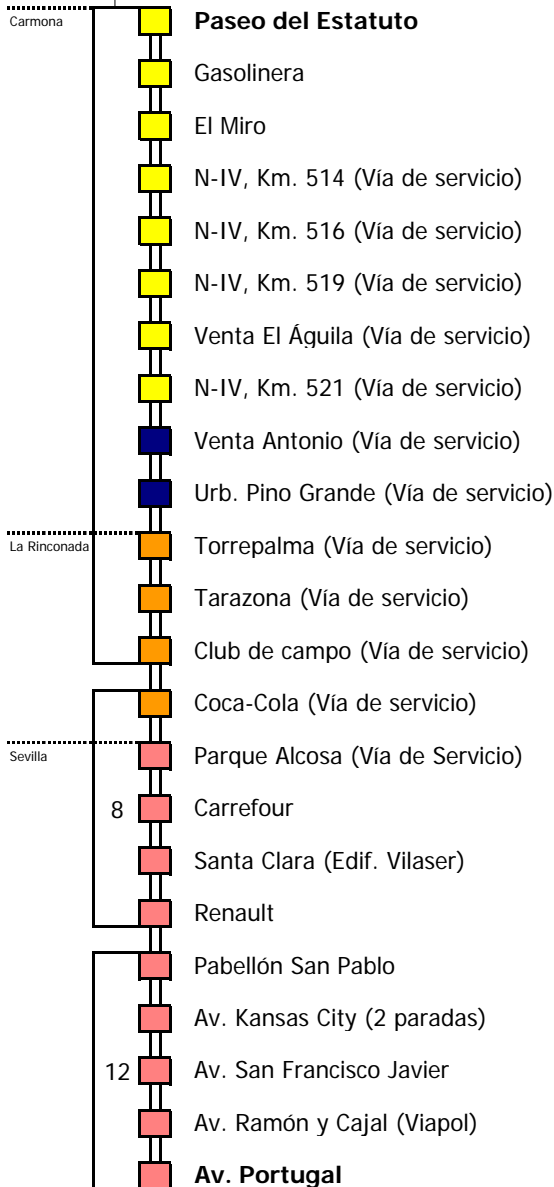 Carmona
Paseo del Estatuto
Gasolinera
El Miro
N-IV, Km. 514 (Vía de servicio)
N-IV, Km. 516 (Vía de servicio)
N-IV, Km. 519 (Vía de servicio)
Venta El Águila (Vía de servicio)
N-IV, Km. 521 (Vía de servicio)
Venta Antonio (Vía de servicio)
Urb. Pino Grande (Vía de servicio)
La Rinconada
Torrepalma (Vía de servicio)
Tarazona (Vía de servicio)
Club de campo (Vía de servicio)
Coca-Cola (Vía de servicio)
Sevilla
Parque Alcosa (Vía de Servicio)
8
Carrefour
Santa Clara (Edif. Vilaser)
Renault
Pabellón San Pablo
Av. Kansas City (2 paradas)
12
Av. San Francisco Javier
Av. Ramón y Cajal (Viapol)
Av. Portugal